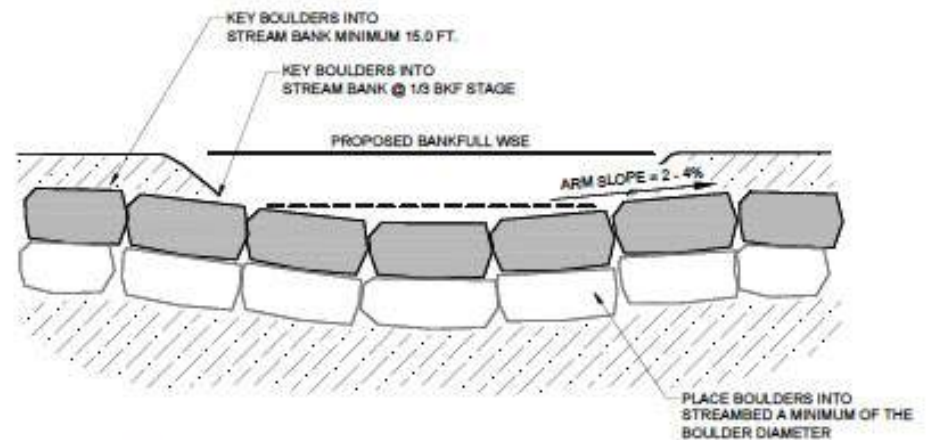 KEY BOULDERS INTO
STREAM BANK MINIMUM 15.0 FT.
KEY BOULDERS INTO
STREAM BANK @ 1/3 BKF STAGE
PROPOSED BANKFULL WSE
ARM SLOPE = 2 - 4%
PLACE BOULDERS INTO
STREAMBED A MINIMUM OF THE
BOULDER DIAMETER